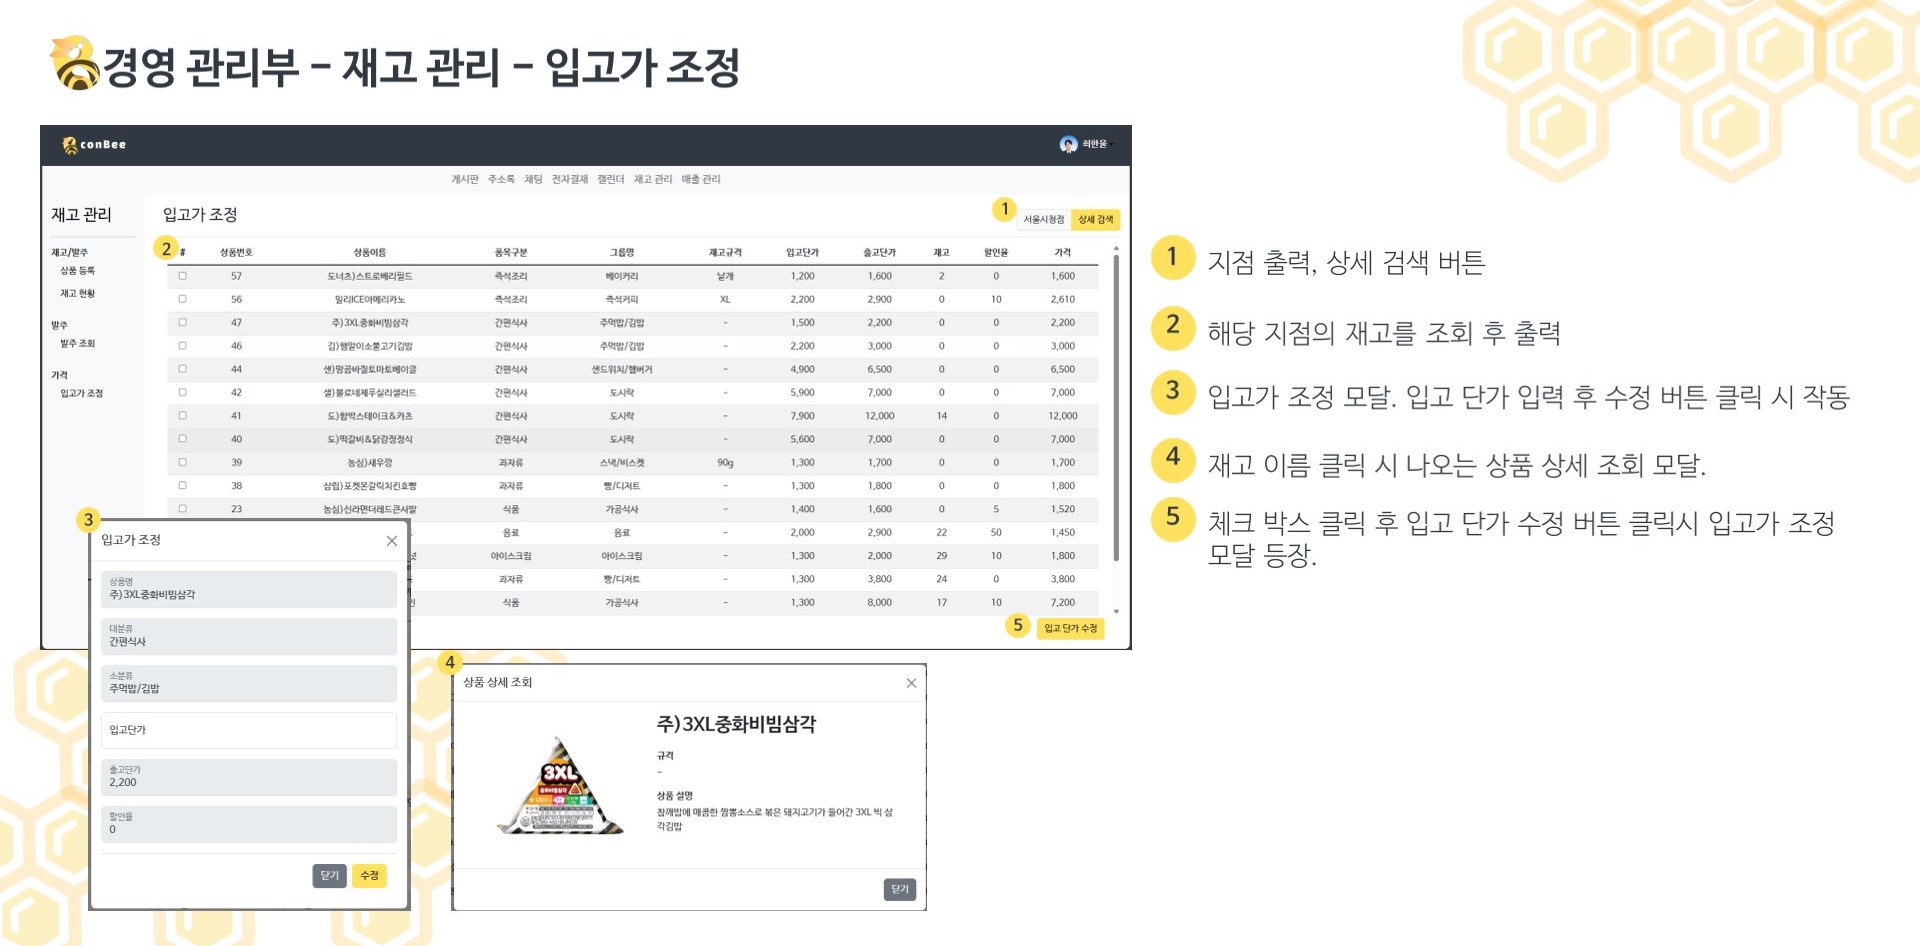 경영 관리부 - 재고 관리 - 입고가 조정
conBee
최한울
게시판 주소록 채팅 전자결재 캘린더 재고 관리 매출 관리
재고 관리
재고/발주
상품 등록
재고 현황
발주
발주 조회
가격
입고가 조정
입고가 조정
1 서울시청점 상세 검색
2 # 상품번호 상품이름 품목구분 그룹명 재고규격 입고단가 출고단가 재고 할인율 가격
57 도너츠)스트로베리필드 즉석조리 베이커리 낱개 1,200 1,600 2 0 1,600
56 밀리ICE아메리카노 즉석조리 즉석커피 XL 2,200 2,900 0 10 2,610
47 주)3XL중화비빔삼각 간편식사 주먹밥/김밥 - 1,500 2,200 0 0 2,200
46 김)햄말이소불고기김밥 간편식사 주먹밥/김밥 - 2,200 3,000 0 0 3,000
44 샌)망곰바질토마토베이글 간편식사 샌드위치/햄버거 - 4,900 6,500 0 0 6,500
42 샐)볼로네제푸실리샐러드 간편식사 도시락 - 5,900 7,000 0 0 7,000
41 도)함박스테이크&카츠 간편식사 도시락 - 7,900 12,000 14 0 12,000
40 도)떡갈비&닭강정정식 간편식사 도시락 - 5,600 7,000 0 0 7,000
39 농심)새우깡 과자류 스낵/비스켓 90g 1,300 1,700 0 0 1,700
38 삼립)포켓몬갈릭치킨호빵 과자류 빵/디저트 - 1,300 1,800 0 0 1,800
23 농심)신라면더레드큰사발 식품 가공식사 - 1,400 1,600 0 5 1,520
음료 음료 - 2,000 2,900 22 50 1,450
아이스크림 아이스크림 - 1,300 2,000 29 10 1,800
과자류 빵/디저트 - 1,300 3,800 24 0 3,800
식품 가공식사 - 1,300 8,000 17 10 7,200
5 입고 단가 수정
3
입고가 조정
상품명
주)3XL중화비빔삼각
대분류
간편식사
소분류
주먹밥/김밥
입고단가
출고단가
2,200
할인율
0
닫기 수정
4
상품 상세 조회
3XL
주)3XL중화비빔삼각
규격
-
상품 설명
참깨밥에 매콤한 짬뽕소스로 볶은 돼지고기가 들어간 3XL 빅 삼
각김밥
닫기
1 지점 출력, 상세 검색 버튼
2 해당 지점의 재고를 조회 후 출력
3 입고가 조정 모달. 입고 단가 입력 후 수정 버튼 클릭 시 작동
4 재고 이름 클릭 시 나오는 상품 상세 조회 모달.
5 체크 박스 클릭 후 입고 단가 수정 버튼 클릭시 입고가 조정
모달 등장.